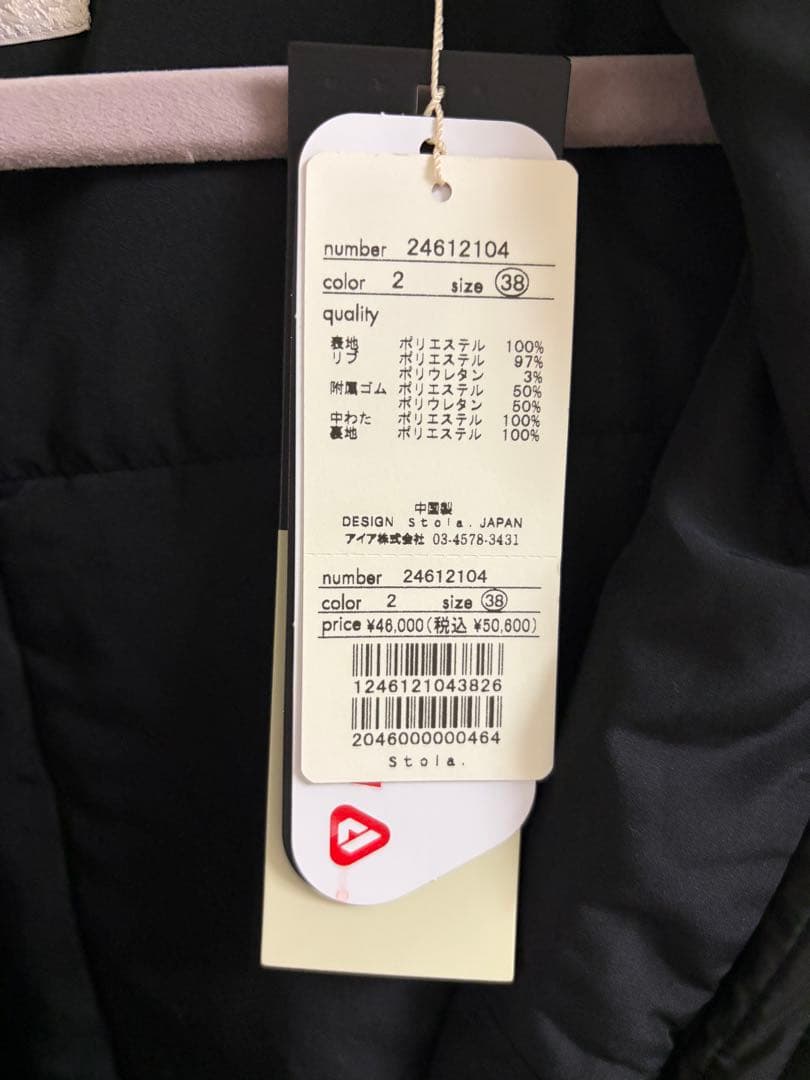 number 24612104
color 2 size 38
quality
表地 ポリエステル 100%
リブ ポリエステル 97%
ポリウレタン 3%
附属ゴム ポリエステル 50%
ポリウレタン 50%
中わた ポリエステル 100%
裏地 ポリエステル 100%
中国製
DESIGN Stola. JAPAN
アイア株式会社 03-4578-3431
number 24612104
color 2 size 38
price ¥46,000(税込 ¥50,600)
1246121043826
2046000000464
Stola.